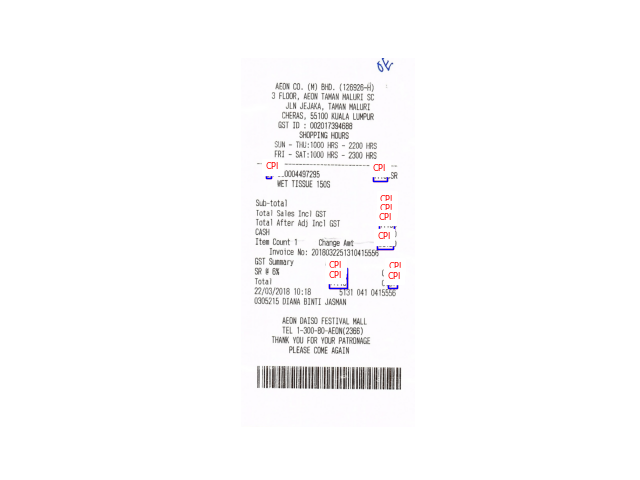 OE
AEON CO. (M) BHD. (126926-H)
3 FLOOR, AEON TAMAN MALURI SC
JLN JEJAKA, TAMAN MALURI
CHERAS, 55100 KUALA LUMPUR
GST ID : 002017394688
SHOPPING HOURS
SUN - THU:1000 HRS - 2200 HRS
FRI - SAT:1000 HRS - 2300 HRS
CPI CPI
0004497295 SR
WET TISSUE 150S
CPI
Sub-total CPI
Total Sales Incl GST CPI
Total After Adj Incl GST
CASH CPI
Item Count 1 Change Amt
Invoice No: 2018032251310415556
GST Summary CPI CPI
SR @ 6% CPI CPI
Total
22/03/2018 10:18 5131 041 0415556
0305215 DIANA BINTI JASMAN
AEON DAISO FESTIVAL MALL
TEL 1-300-80-AEON(2366)
THANK YOU FOR YOUR PATRONAGE
PLEASE COME AGAIN